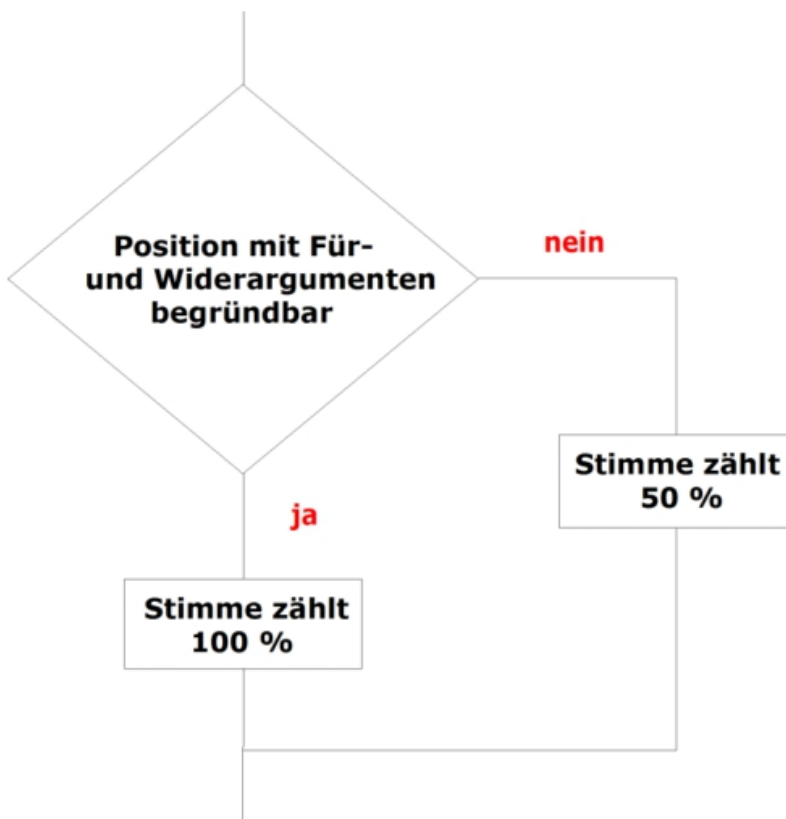 Position mit Für-
und Widerargumenten
begründbar
nein
Stimme zählt
50 %
ja
Stimme zählt
100 %